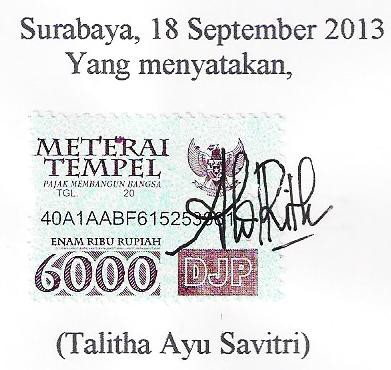 Surabaya, 18 September 2013
Yang menyatakan,
METERAI
TEMPEL
PAJAK MEMBANGUN BANGSA
TGL. 20
ENAM RIBU RUPIAH
6000 DJP
(Talitha Ayu Savitri)